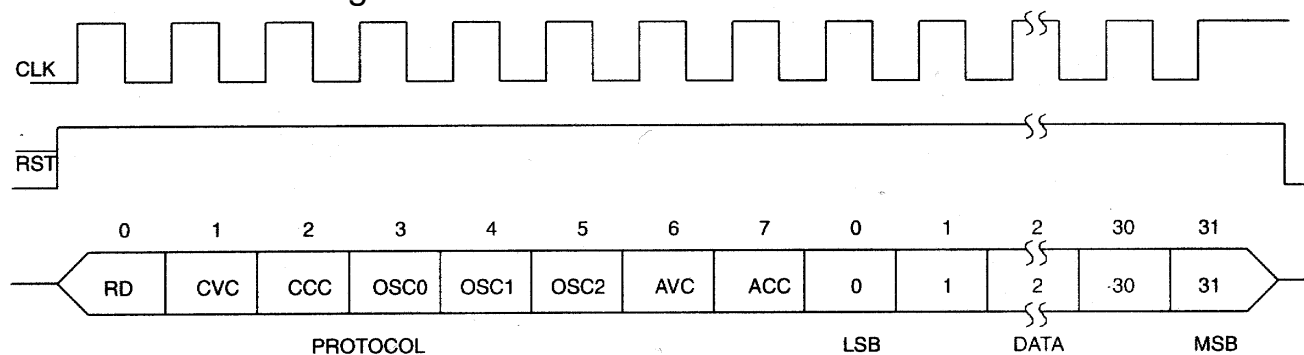 CLK
RST
0 1 2 3 4 5 6 7 0 1 2 30 31
RD CVC CCC OSC0 OSC1 OSC2 AVC ACC 0 1 2 30 31
PROTOCOL LSB DATA MSB